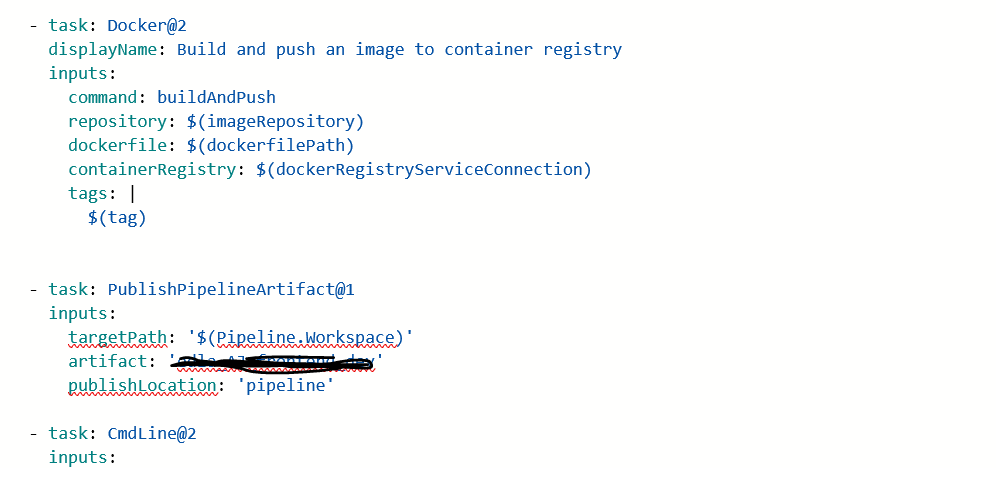 - task: Docker@2
displayName: Build and push an image to container registry
inputs:
command: buildAndPush
repository: $(imageRepository)
dockerfile: $(dockerfilePath)
containerRegistry: $(dockerRegistryServiceConnection)
tags: |
$(tag)
- task: PublishPipelineArtifact@1
inputs:
targetPath: '$(Pipeline.Workspace)'
artifact: '
publishLocation: 'pipeline'
- task: CmdLine@2
inputs: